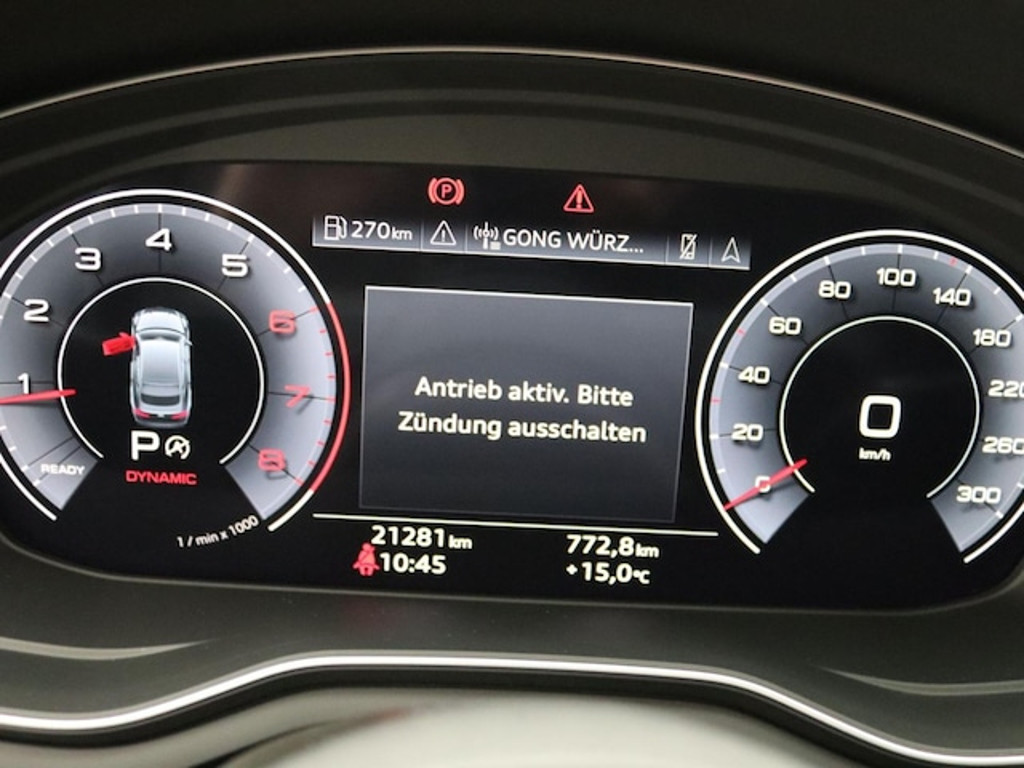 270km
GONG WÜRZ...
Antrieb aktiv. Bitte
Zündung ausschalten
1
2
3
4
5
6
7
8
READY
P
DYNAMIC
1 / min x 1000
0
20
40
60
80
100
140
180
220
260
300
0
km/h
21281km
772,8km
10:45
+15,0°C
P